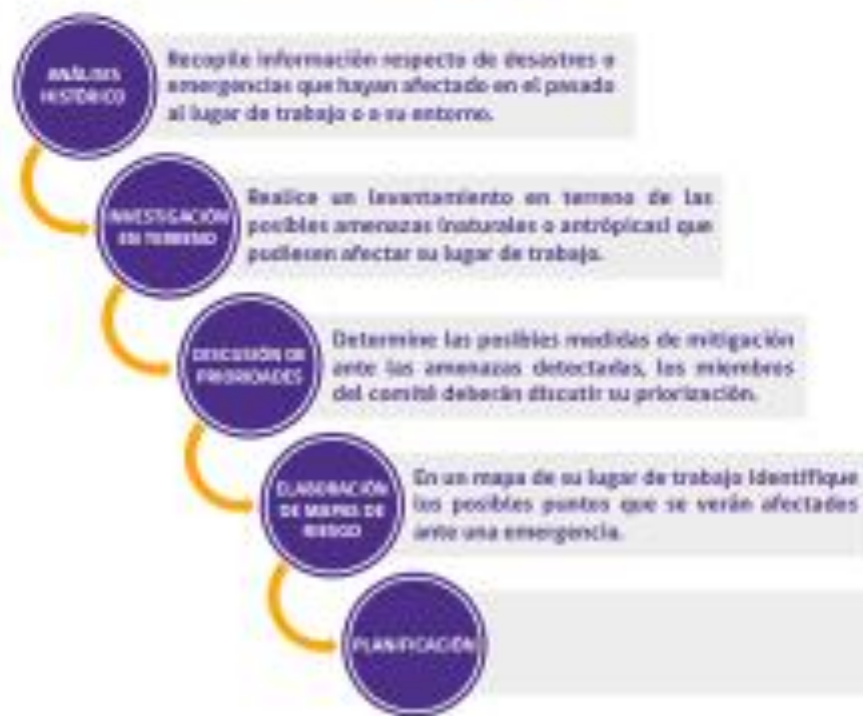 ANÁLISIS
HISTÓRICO
Recopile información respecto de desastres o
emergencias que hayan afectado en el pasado
al lugar de trabajo o a su entorno.
INVESTIGACIÓN
EN TERRENO
Realice un levantamiento en terreno de las
posibles amenazas (naturales o antrópicas) que
pudiesen afectar su lugar de trabajo.
DISCUSIÓN DE
PRIORIDADES
Determine las posibles medidas de mitigación
ante las amenazas detectadas, los miembros
del comité deberán discutir su priorización.
ELABORACIÓN
DE MAPAS DE
RIESGO
En un mapa de su lugar de trabajo identifique
los posibles puntos que se verán afectados
ante una emergencia.
PLANIFICACIÓN